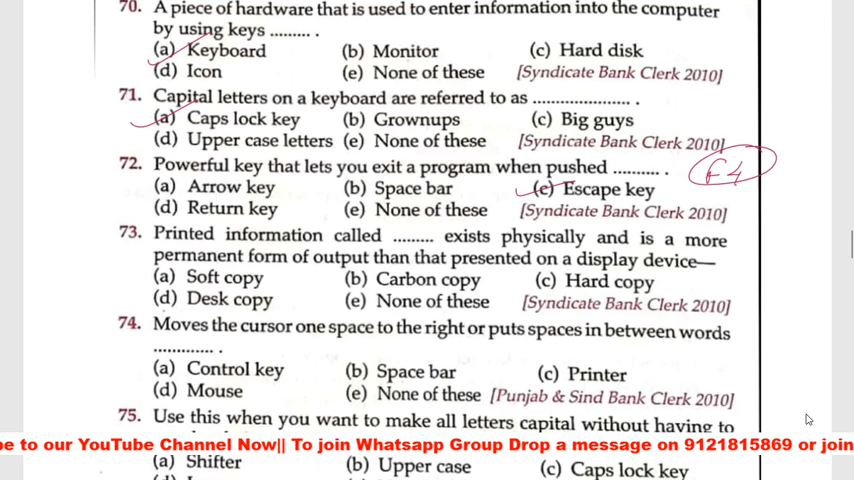 70. A piece of hardware that is used to enter information into the computer
by using keys ......... .
(a) Keyboard (b) Monitor (c) Hard disk
(d) Icon (e) None of these [Syndicate Bank Clerk 2010]
71. Capital letters on a keyboard are referred to as ...................... .
(a) Caps lock key (b) Grownups (c) Big guys
(d) Upper case letters (e) None of these [Syndicate Bank Clerk 2010]
72. Powerful key that lets you exit a program when pushed .......... . F4
(a) Arrow key (b) Space bar (c) Escape key
(d) Return key (e) None of these [Syndicate Bank Clerk 2010]
73. Printed information called ......... exists physically and is a more
permanent form of output than that presented on a display device—
(a) Soft copy (b) Carbon copy (c) Hard copy
(d) Desk copy (e) None of these [Syndicate Bank Clerk 2010]
74. Moves the cursor one space to the right or puts spaces in between words
............. .
(a) Control key (b) Space bar (c) Printer
(d) Mouse (e) None of these [Punjab & Sind Bank Clerk 2010]
75. Use this when you want to make all letters capital without having to
be to our YouTube Channel Now|| To join Whatsapp Group Drop a message on 9121815869 or join
(a) Shifter (b) Upper case (c) Caps lock key